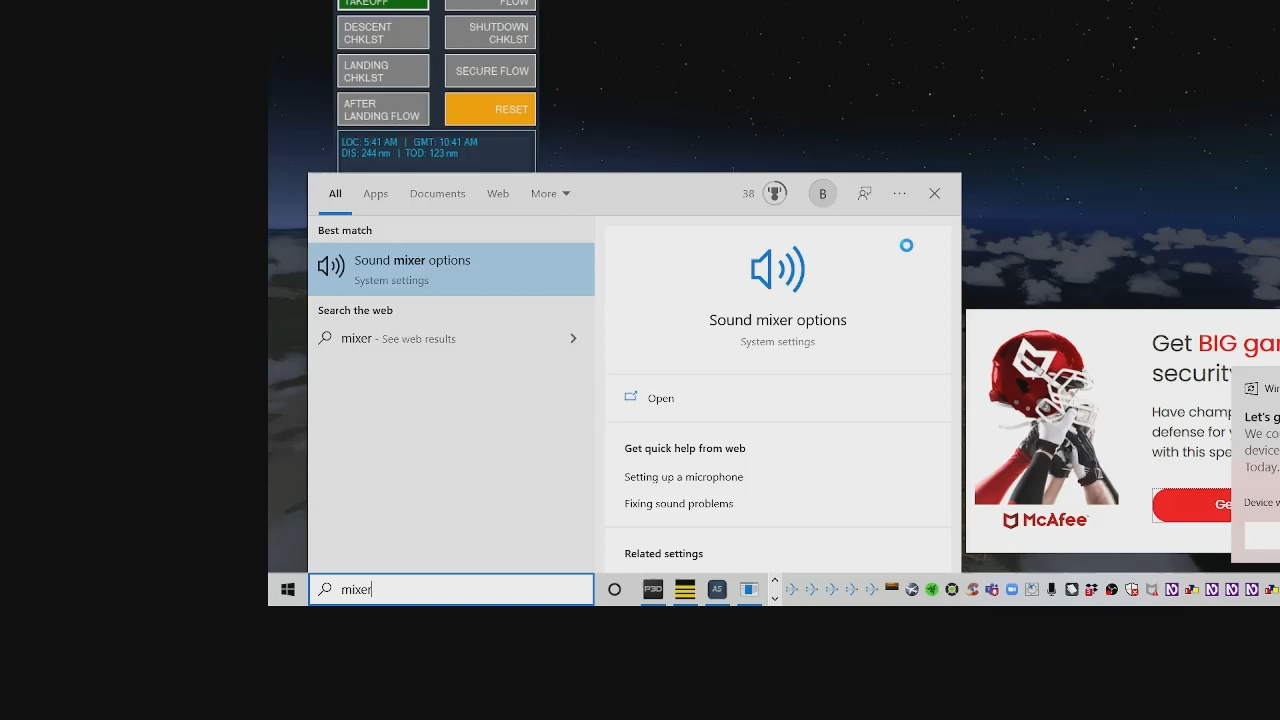 TAKEOFF
FLOW
DESCENT
CHKLST
SHUTDOWN
CHKLST
LANDING
CHKLST
SECURE FLOW
AFTER
LANDING FLOW
RESET
LOC: 5:41 AM | GMT: 10:41 AM
DIS: 244 nm | TOD: 123 nm
All Apps Documents Web More 38 B
Best match
Sound mixer options
System settings
Search the web
mixer - See web results
Sound mixer options
System settings
Open
Get quick help from web
Setting up a microphone
Fixing sound problems
Related settings
Get BIG gar
security
Have champ
defense for y
with this spe
Ge
McAfee
Win
Let's g
We co
device
Today.
Device w
mixer
P3D
AS